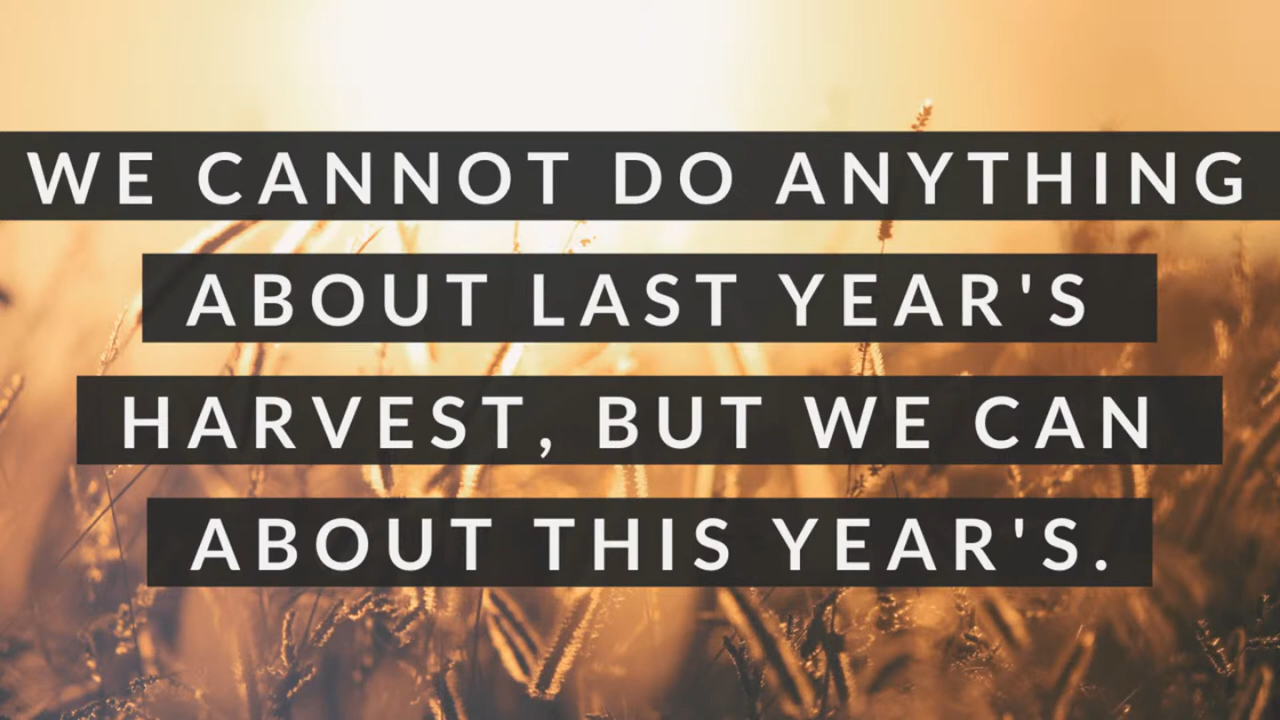 WE CANNOT DO ANYTHING
ABOUT LAST YEAR'S
HARVEST, BUT WE CAN
ABOUT THIS YEAR'S.